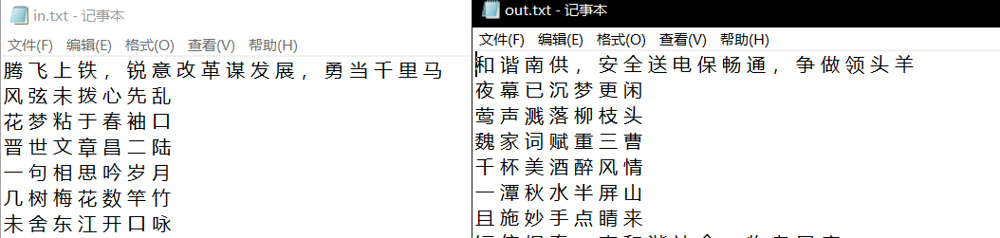 in.txt - 记事本
文件(F) 编辑(E) 格式(O) 查看(V) 帮助(H)
腾 飞 上 铁 ， 锐 意 改 革 谋 发 展 ， 勇 当 千 里 马
风 弦 未 拨 心 先 乱
花 梦 粘 于 春 袖 口
晋 世 文 章 昌 二 陆
一 句 相 思 吟 岁 月
几 树 梅 花 数 竿 竹
未 舍 东 江 开 口 咏
out.txt - 记事本
文件(F) 编辑(E) 格式(O) 查看(V) 帮助(H)
和 谐 南 供 ， 安 全 送 电 保 畅 通 ， 争 做 领 头 羊
夜 幕 已 沉 梦 更 闲
莺 声 溅 落 柳 枝 头
魏 家 词 赋 重 三 曹
千 杯 美 酒 醉 风 情
一 潭 秋 水 半 屏 山
且 施 妙 手 点 睛 来